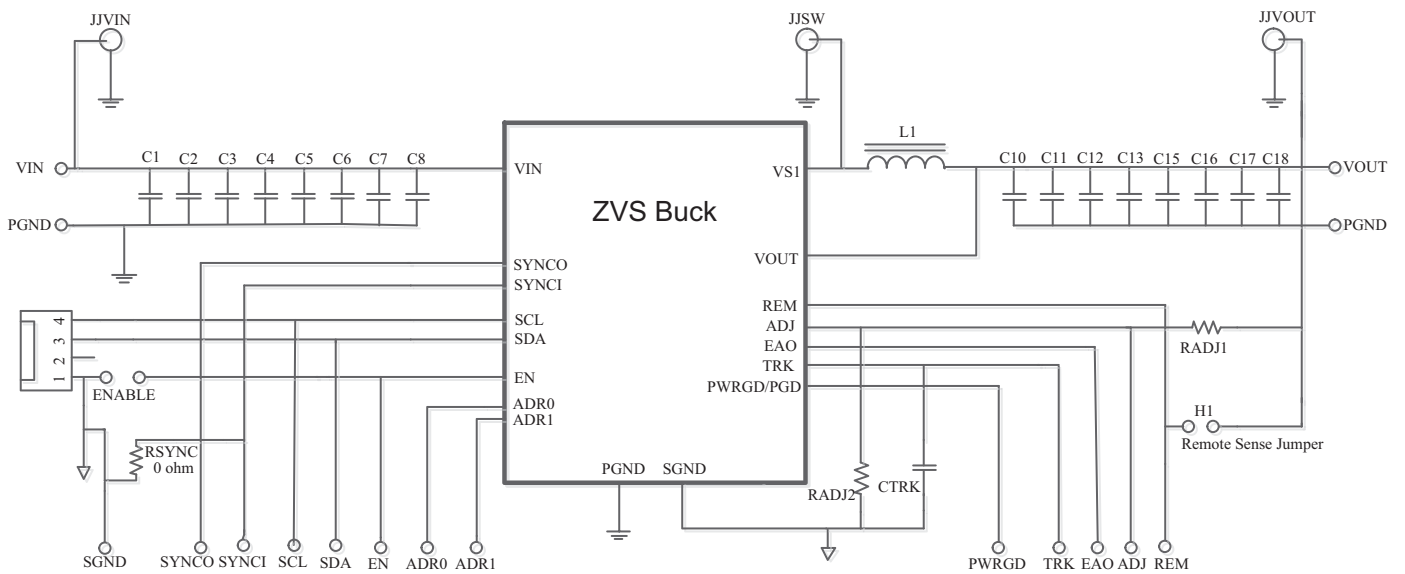 JJVIN
JJSW
JJVOUT
L1
C1 C2 C3 C4 C5 C6 C7 C8
C10 C11 C12 C13 C15 C16 C17 C18
VIN
VIN
VS1
VOUT
ZVS Buck
PGND
PGND
SYNCO
VOUT
SYNCI
REM
SCL
ADJ
SDA
EAO
RADJ1
TRK
EN
PWRGD/PGD
4
3
2
1
ENABLE
ADR0
ADR1
H1
Remote Sense Jumper
RSYNC
0 ohm
PGND
SGND
RADJ2
CTRK
SGND SYNCO SYNCI SCL SDA EN ADR0 ADR1
PWRGD TRK EAO ADJ REM